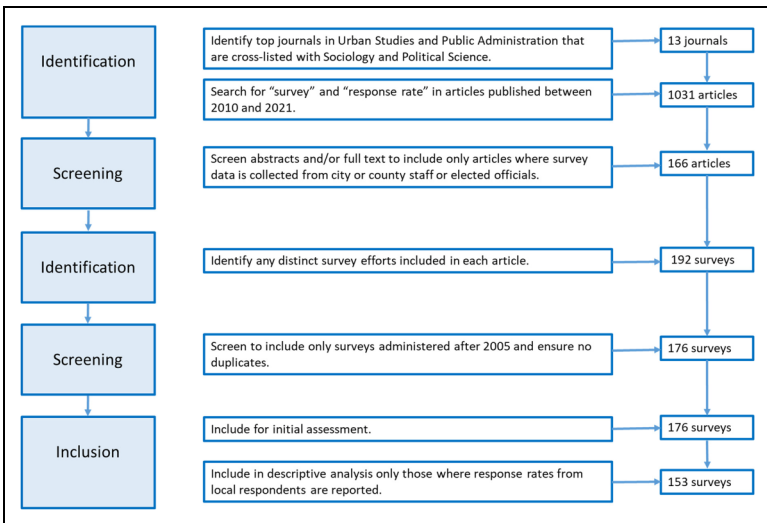 Identification
Identify top journals in Urban Studies and Public Administration that
are cross-listed with Sociology and Political Science.
13 journals
Search for “survey” and “response rate” in articles published between
2010 and 2021.
1031 articles
Screening
Screen abstracts and/or full text to include only articles where survey
data is collected from city or county staff or elected officials.
166 articles
Identification
Identify any distinct survey efforts included in each article.
192 surveys
Screening
Screen to include only surveys administered after 2005 and ensure no
duplicates.
176 surveys
Inclusion
Include for initial assessment.
176 surveys
Include in descriptive analysis only those where response rates from
local respondents are reported.
153 surveys